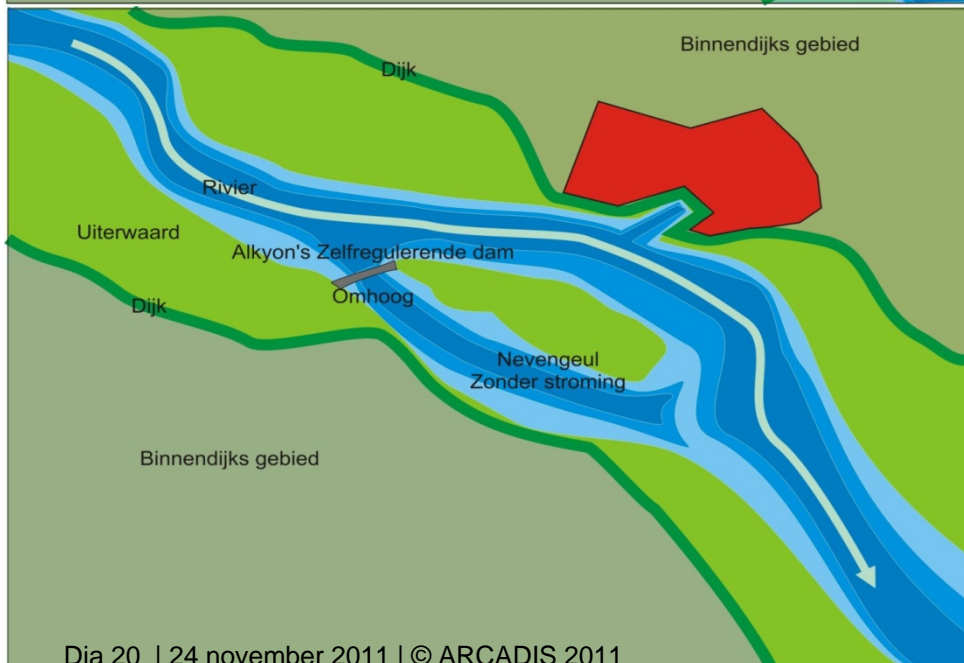 Binnendijks gebied
Dijk
Rivier
Uiterwaard
Alkyon's Zelfregulerende dam
Omhoog
Dijk
Nevengeul
Zonder stroming
Binnendijks gebied
Dia 20 | 24 november 2011 | © ARCADIS 2011